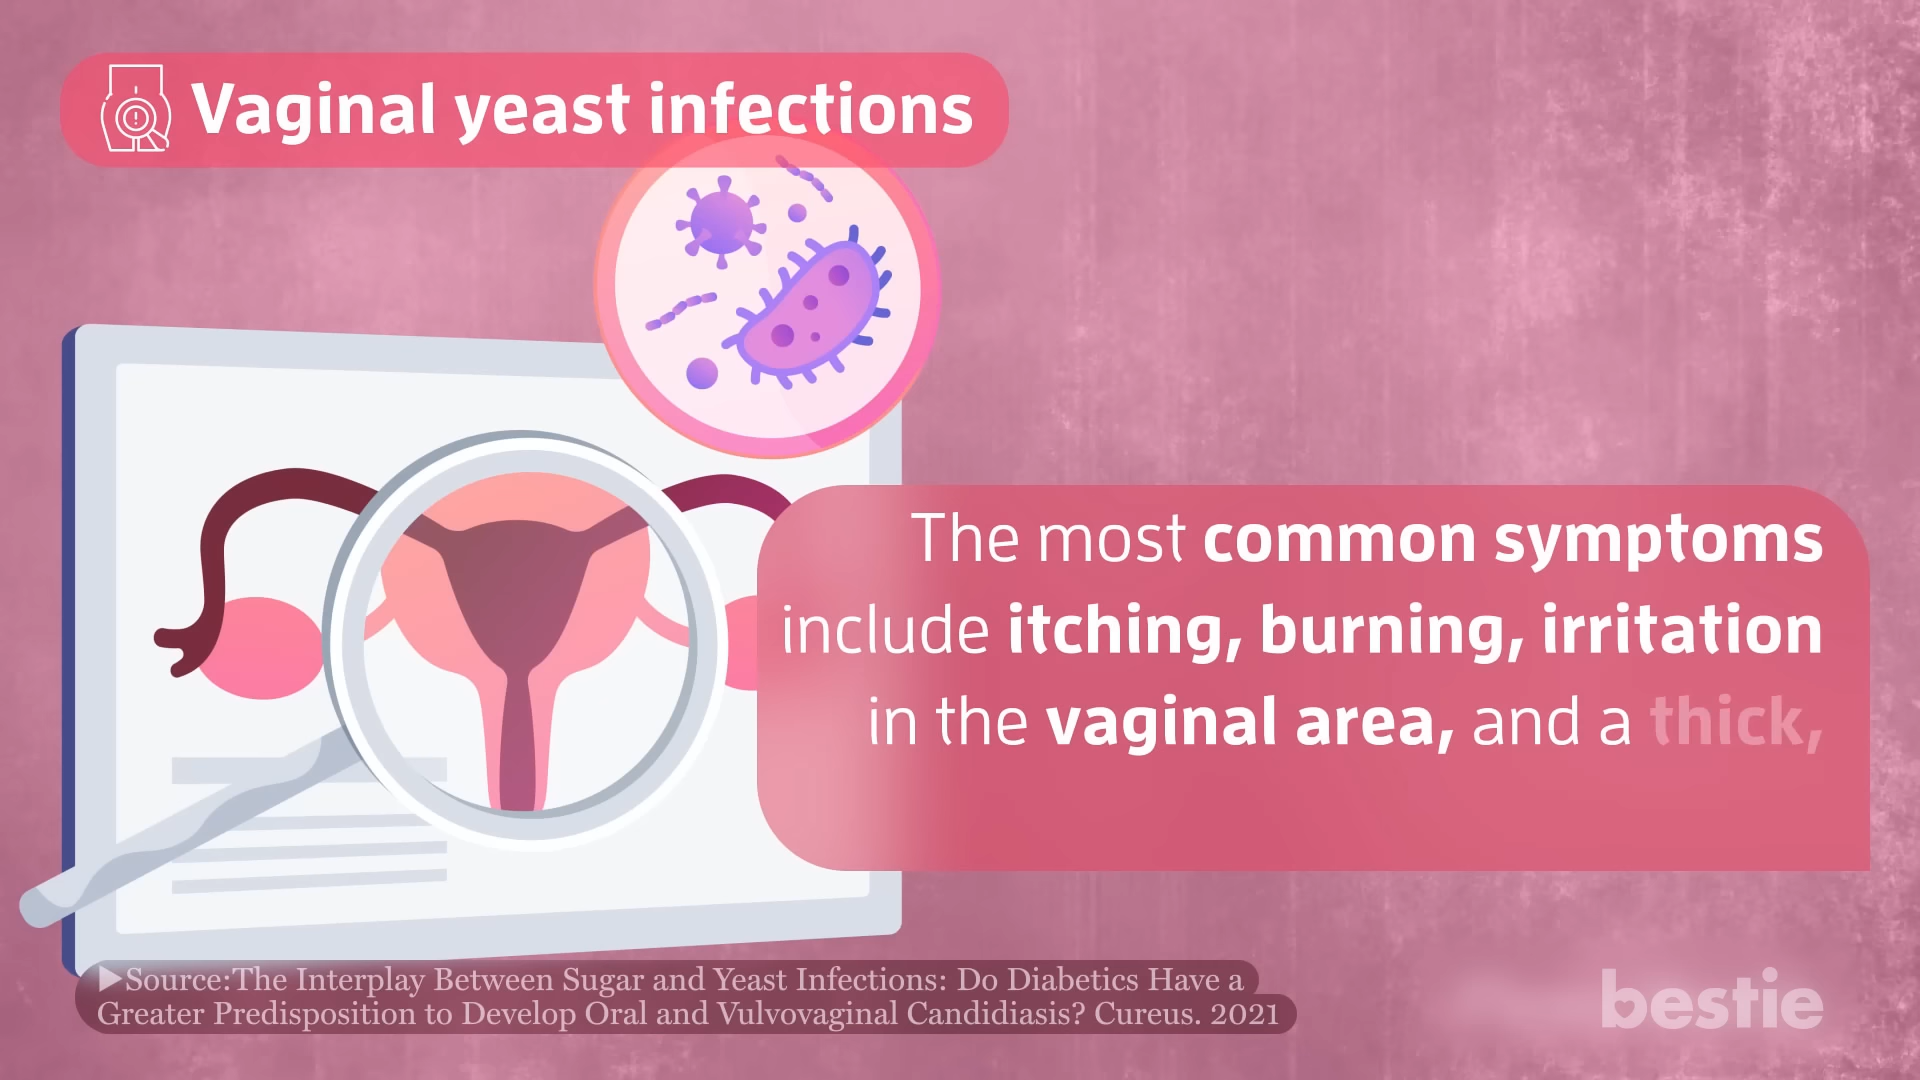 Vaginal yeast infections
The most common symptoms
include itching, burning, irritation
in the vaginal area, and a thick,
▶Source:The Interplay Between Sugar and Yeast Infections: Do Diabetics Have a
Greater Predisposition to Develop Oral and Vulvovaginal Candidiasis? Cureus. 2021
bestie